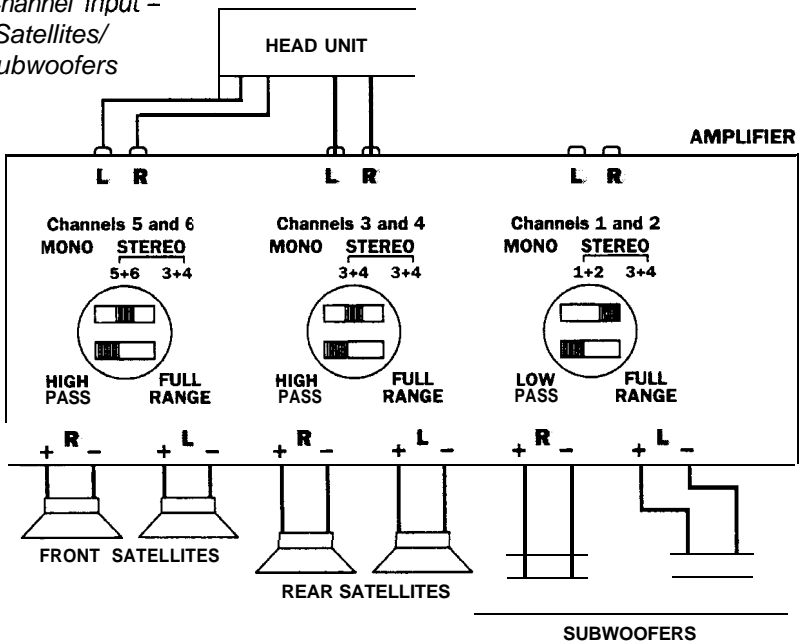 Input –
Satellites/
HEAD UNIT
AMPLIFIER
L R L R L R
Channels 5 and 6 Channels 3 and 4 Channels 1 and 2
MONO STEREO MONO STEREO MONO STEREO
5+6 3+4 3+4 3+4 1+2 3+4
HIGH PASS FULL RANGE HIGH PASS FULL RANGE LOW PASS FULL RANGE
+ R – + L – + R – + L – + R – + L –
FRONT SATELLITES
REAR SATELLITES
SUBWOOFERS